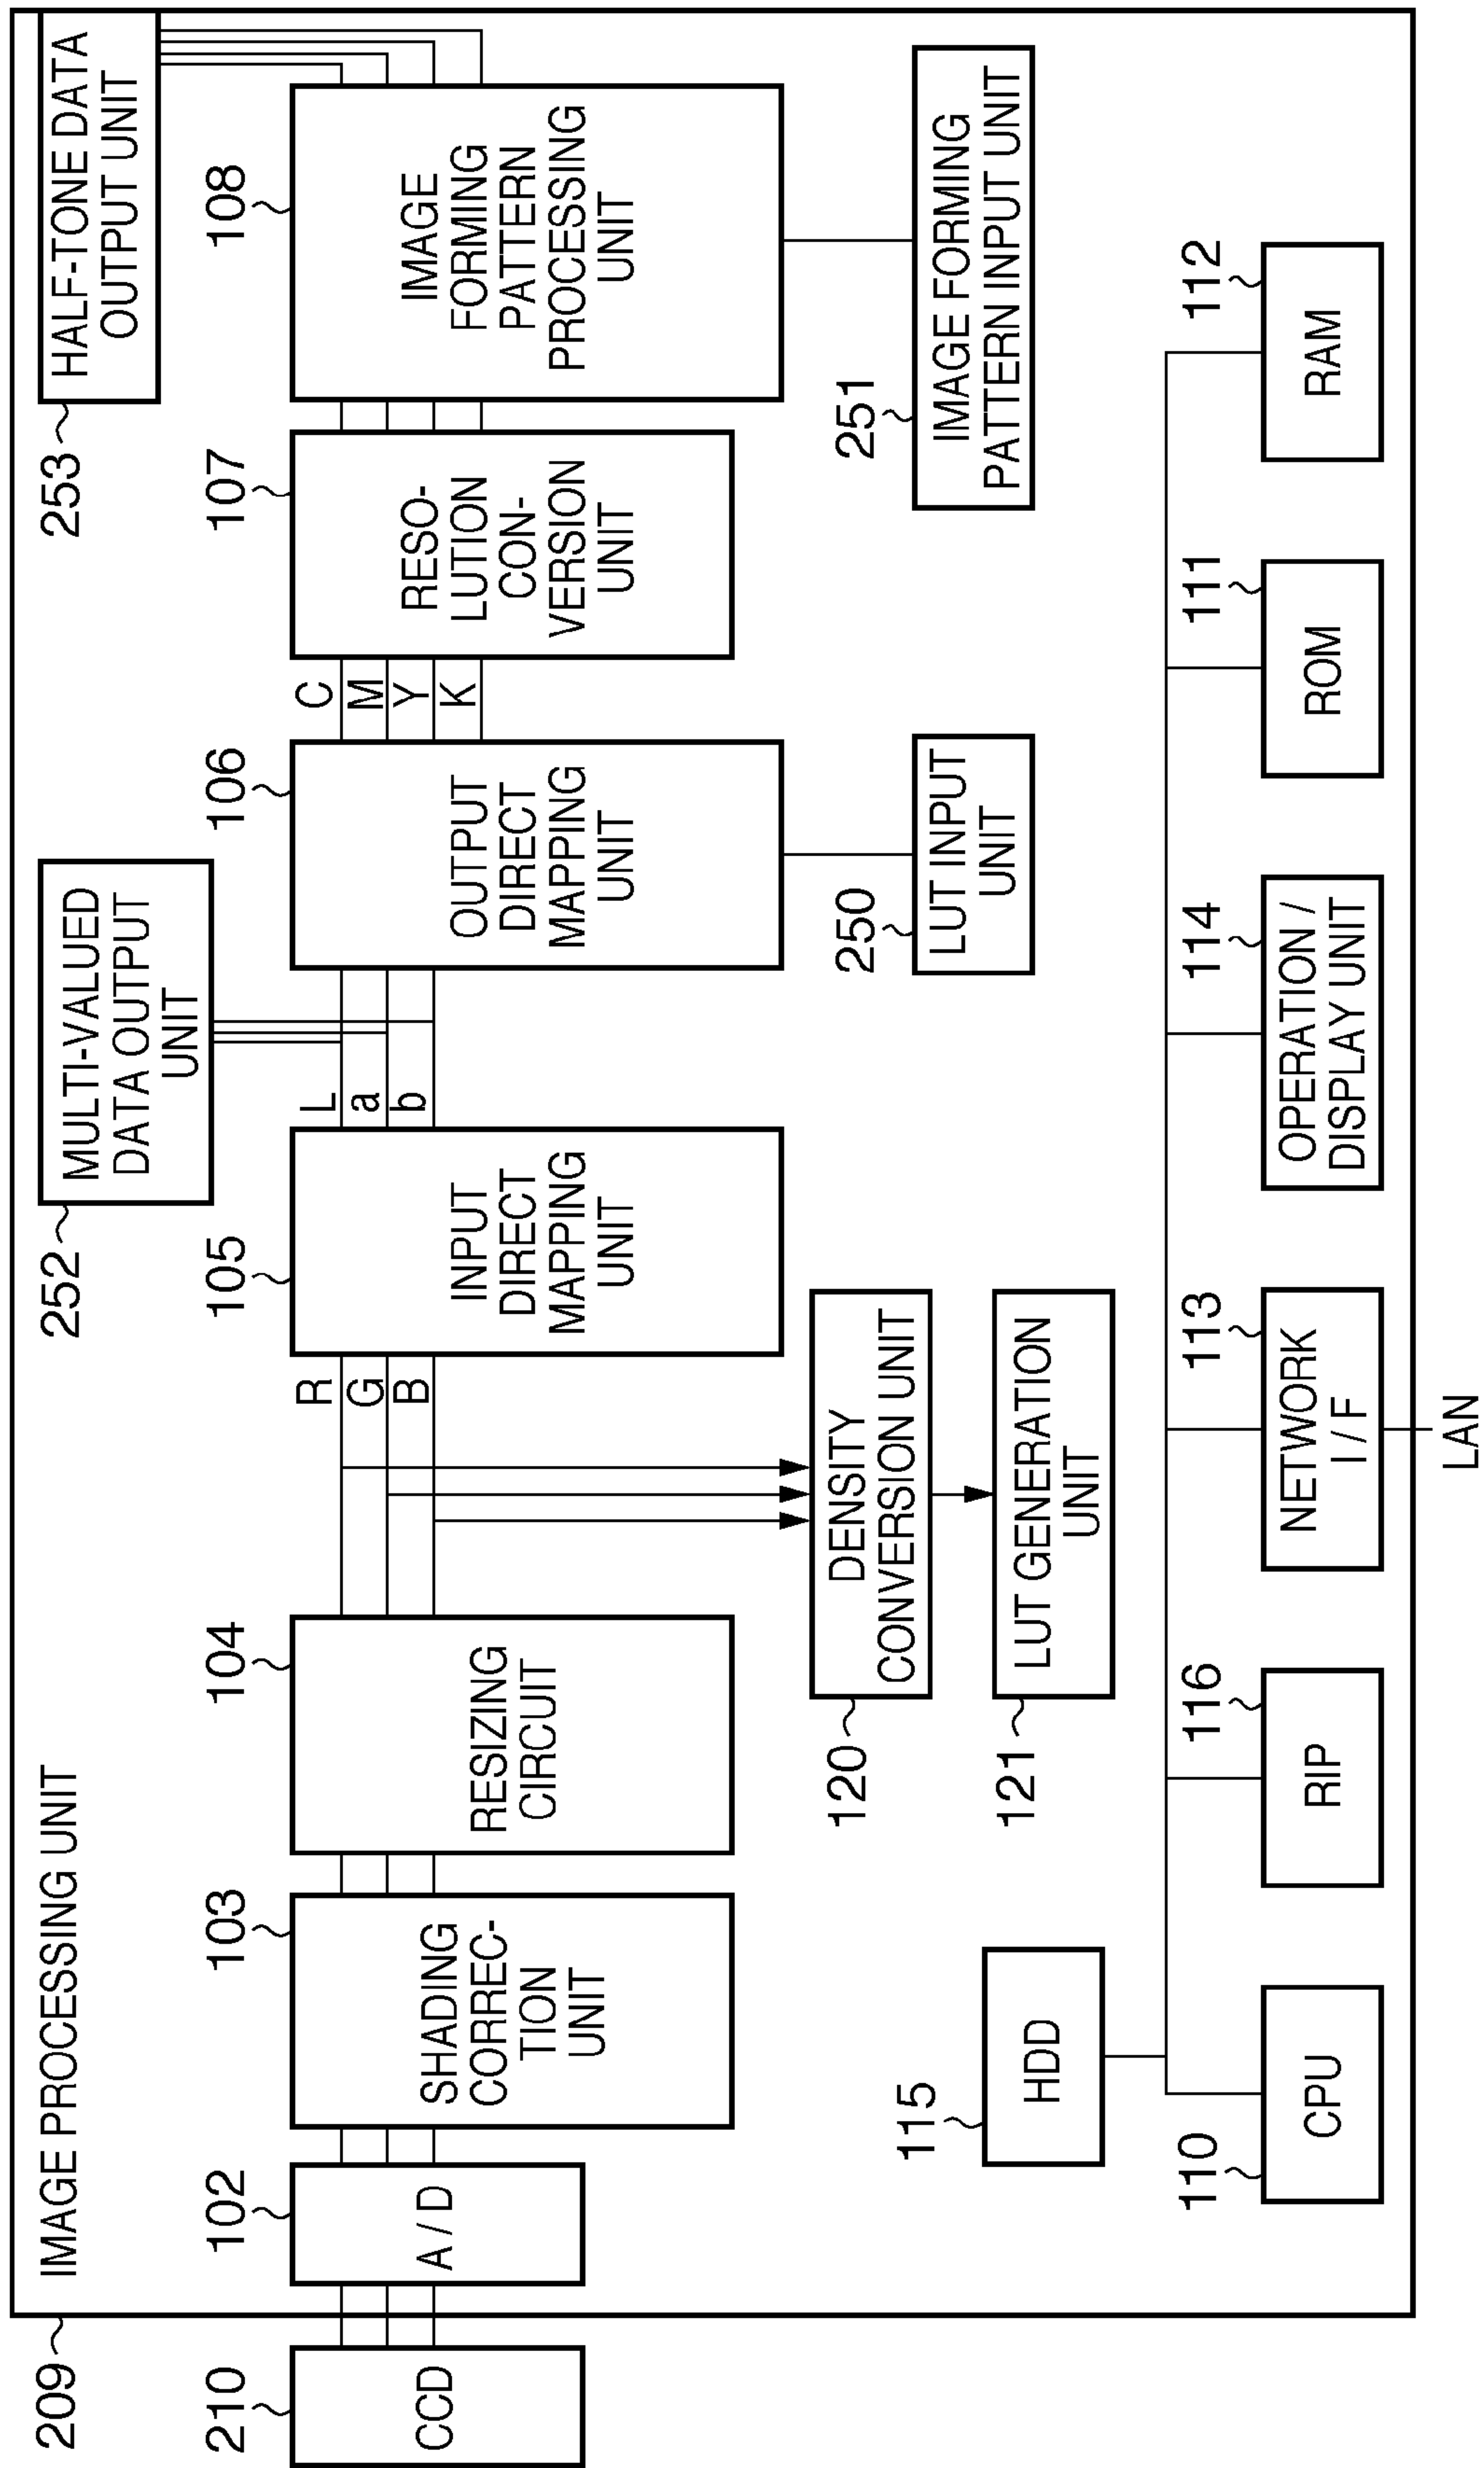 209
IMAGE PROCESSING UNIT
252
MULTI-VALUED
DATA OUTPUT
UNIT
253
HALF-TONE DATA
OUTPUT UNIT
210
CCD
102
A / D
103
SHADING
CORREC-
TION
UNIT
104
RESIZING
CIRCUIT
R
G
B
105
INPUT
DIRECT
MAPPING
UNIT
L
a
b
106
OUTPUT
DIRECT
MAPPING
UNIT
C
M
Y
K
107
RESO-
LUTION
CON-
VERSION
UNIT
108
IMAGE
FORMING
PATTERN
PROCESSING
UNIT
120
DENSITY
CONVERSION UNIT
121
LUT GENERATION
UNIT
250
LUT INPUT
UNIT
251
IMAGE FORMING
PATTERN INPUT UNIT
115
HDD
110
CPU
116
RIP
113
NETWORK
I / F
LAN
114
OPERATION /
DISPLAY UNIT
111
ROM
112
RAM